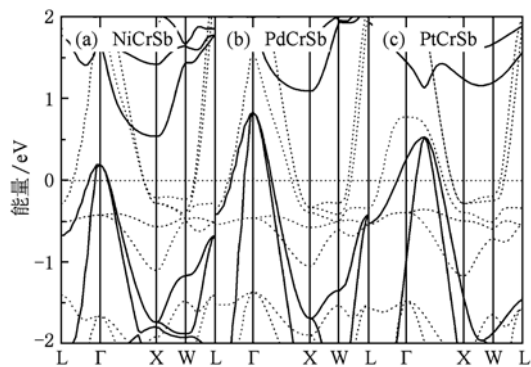 (a) NiCrSb (b) PdCrSb (c) PtCrSb
能量/eV
2
1
0
-1
-2
L Γ X W L Γ X W L Γ X W L